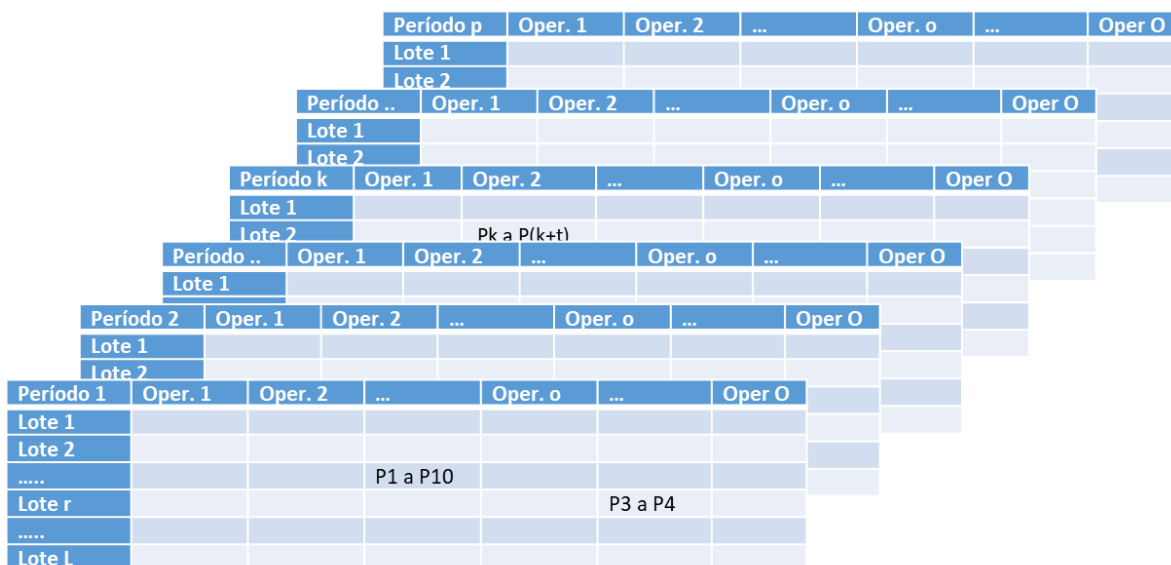 Período p Oper. 1 Oper. 2 ... Oper. o ... Oper O
Lote 1
Lote 2
Período .. Oper. 1 Oper. 2 ... Oper. o ... Oper O
Lote 1
Lote 2
Período k Oper. 1 Oper. 2 ... Oper. o ... Oper O
Lote 1
Lote 2 Pk a P(k+t)
Período .. Oper. 1 Oper. 2 ... Oper. o ... Oper O
Lote 1
Período 2 Oper. 1 Oper. 2 ... Oper. o ... Oper O
Lote 1
Lote 2
Período 1 Oper. 1 Oper. 2 ... Oper. o ... Oper O
Lote 1
Lote 2
..... P1 a P10
Lote r P3 a P4
.....
Lote L